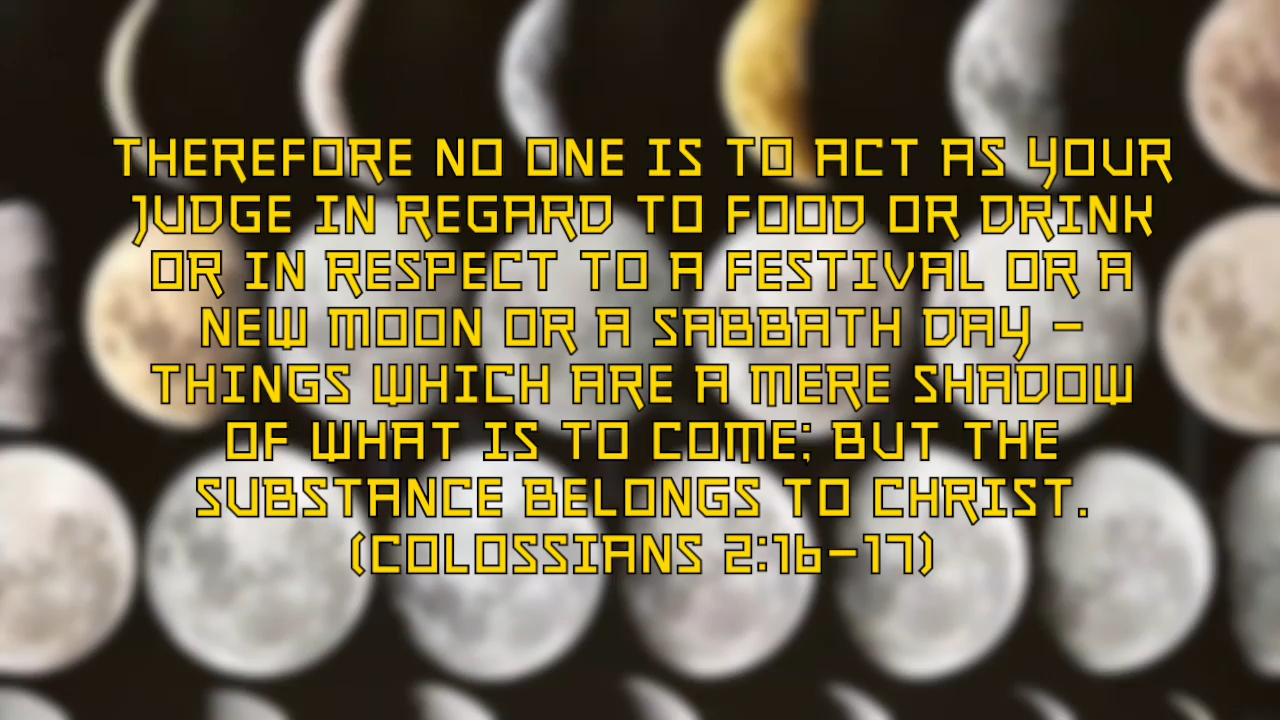 THEREFORE NO ONE IS TO ACT AS YOUR
JUDGE IN REGARD TO FOOD OR DRINK
OR IN RESPECT TO A FESTIVAL OR A
NEW MOON OR A SABBATH DAY –
THINGS WHICH ARE A MERE SHADOW
OF WHAT IS TO COME; BUT THE
SUBSTANCE BELONGS TO CHRIST.
(COLOSSIANS 2:16–17)